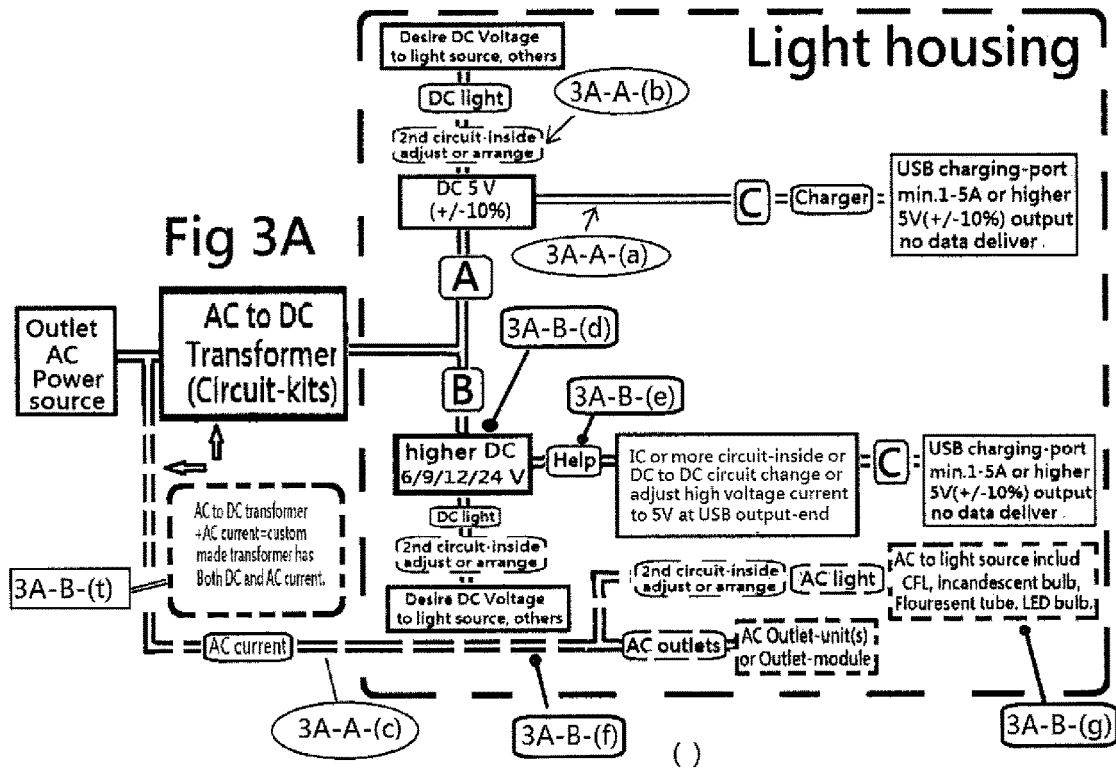 Light housing
Desire DC Voltage
to light source, others
DC light
3A-A-(b)
2nd circuit-inside
adjust or arrange
DC 5 V
(+/-10%)
C
Charger
USB charging-port
min.1-5A or higher
5V(+/-10%) output
no data deliver .
3A-A-(a)
Fig 3A
A
Outlet
AC
Power
source
AC to DC
Transformer
(Circuit-kits)
3A-B-(d)
B
3A-B-(e)
higher DC
6/9/12/24 V
Help
IC or more circuit-inside or
DC to DC circuit change or
adjust high voltage current
to 5V at USB output-end
C
USB charging-port
min.1-5A or higher
5V(+/-10%) output
no data deliver .
DC light
2nd circuit-inside
adjust or arrange
Desire DC Voltage
to light source, others
AC to DC transformer
+AC current=custom
made transformer has
Both DC and AC current.
3A-B-(t)
2nd circuit-inside
adjust or arrange
AC light
AC to light source includ
CFL, Incandescent bulb,
Flouresent tube. LED bulb.
AC current
AC outlets
AC Outlet-unit(s)
or Outlet-module
3A-A-(c)
3A-B-(f)
3A-B-(g)
( )